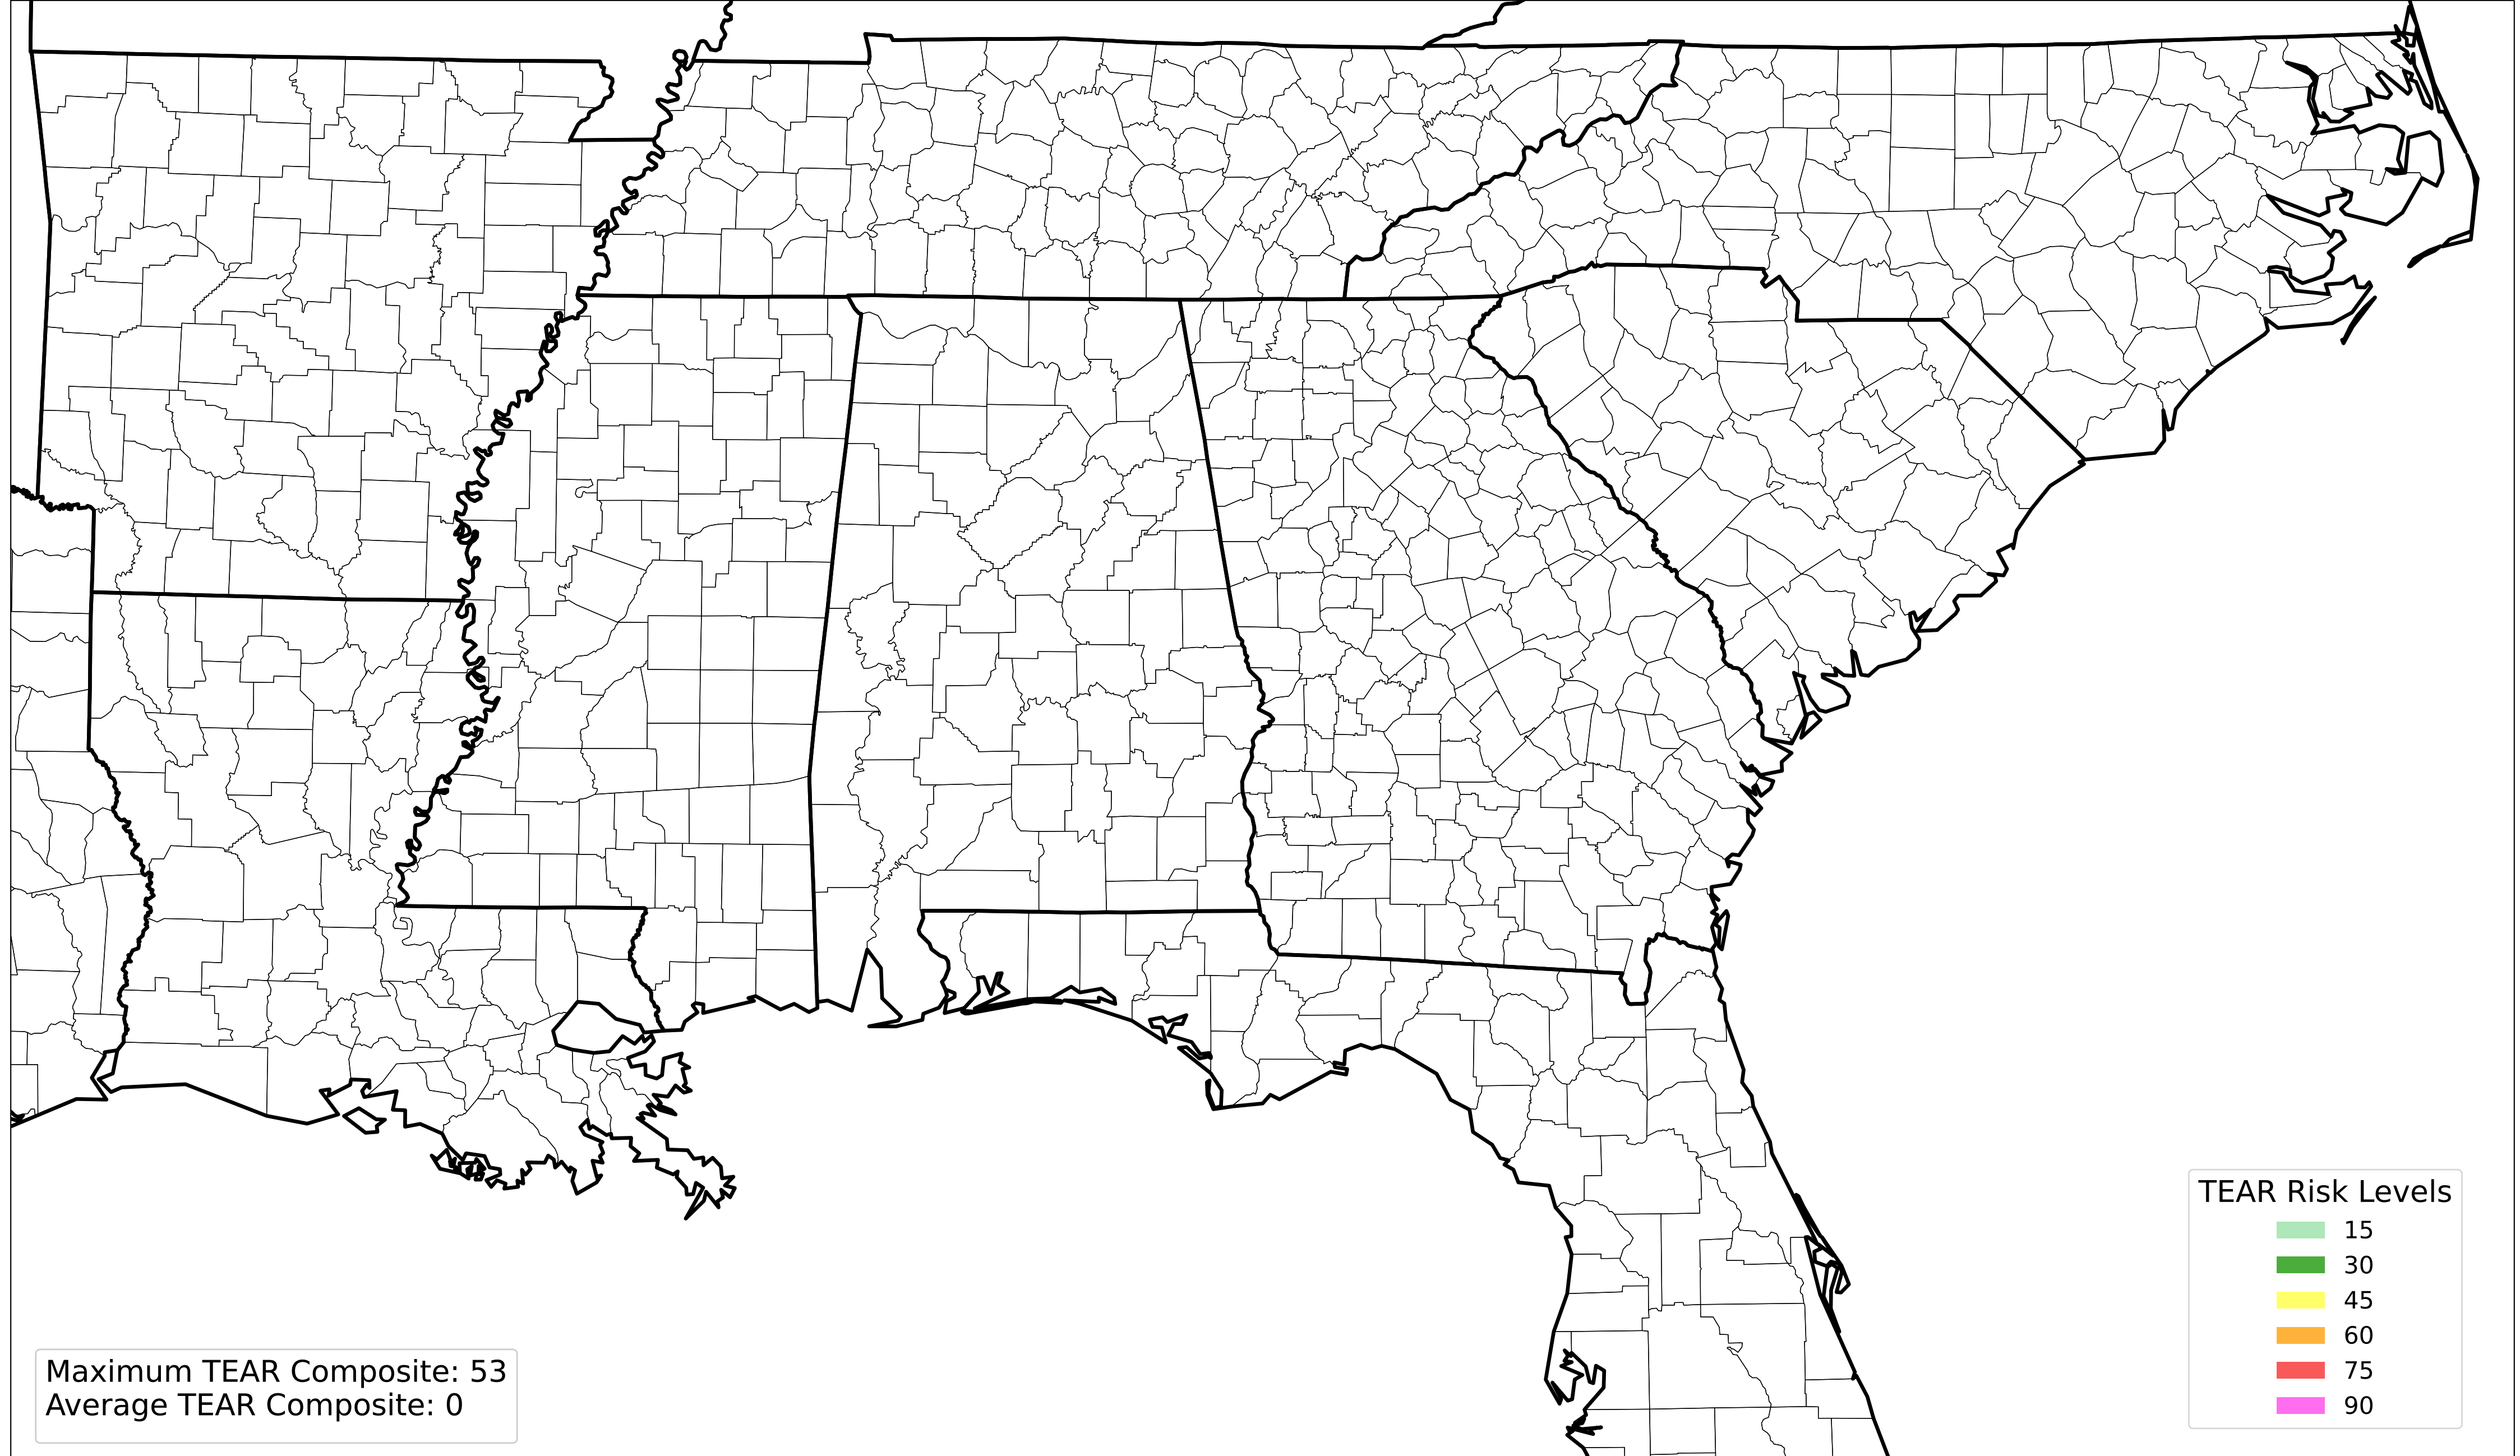 Maximum TEAR Composite: 53
Average TEAR Composite: 0
TEAR Risk Levels
15
30
45
60
75
90